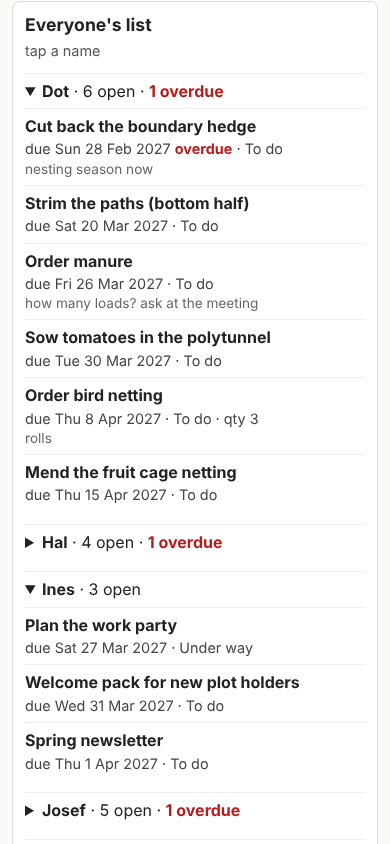 Everyone's list
tap a name
▼ Dot · 6 open · 1 overdue
Cut back the boundary hedge
due Sun 28 Feb 2027 overdue · To do
nesting season now
Strim the paths (bottom half)
due Sat 20 Mar 2027 · To do
Order manure
due Fri 26 Mar 2027 · To do
how many loads? ask at the meeting
Sow tomatoes in the polytunnel
due Tue 30 Mar 2027 · To do
Order bird netting
due Thu 8 Apr 2027 · To do · qty 3
rolls
Mend the fruit cage netting
due Thu 15 Apr 2027 · To do
▶ Hal · 4 open · 1 overdue
▼ Ines · 3 open
Plan the work party
due Sat 27 Mar 2027 · Under way
Welcome pack for new plot holders
due Wed 31 Mar 2027 · To do
Spring newsletter
due Thu 1 Apr 2027 · To do
▶ Josef · 5 open · 1 overdue